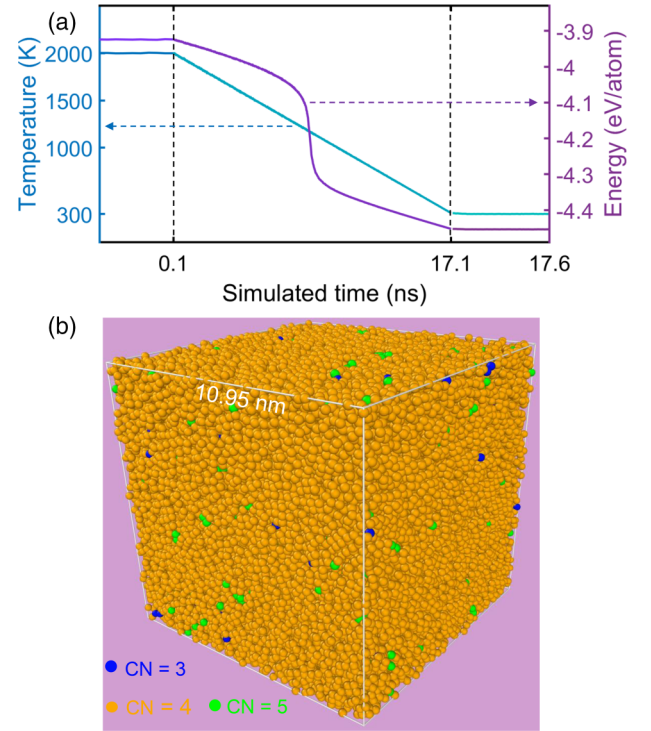 (a)
Temperature (K)
2000
1500
1000
300
-3.9
-4
-4.1
-4.2
-4.3
-4.4
Energy (eV/atom)
0.1
17.1
17.6
Simulated time (ns)
(b)
10.95 nm
CN = 3
CN = 4
CN = 5